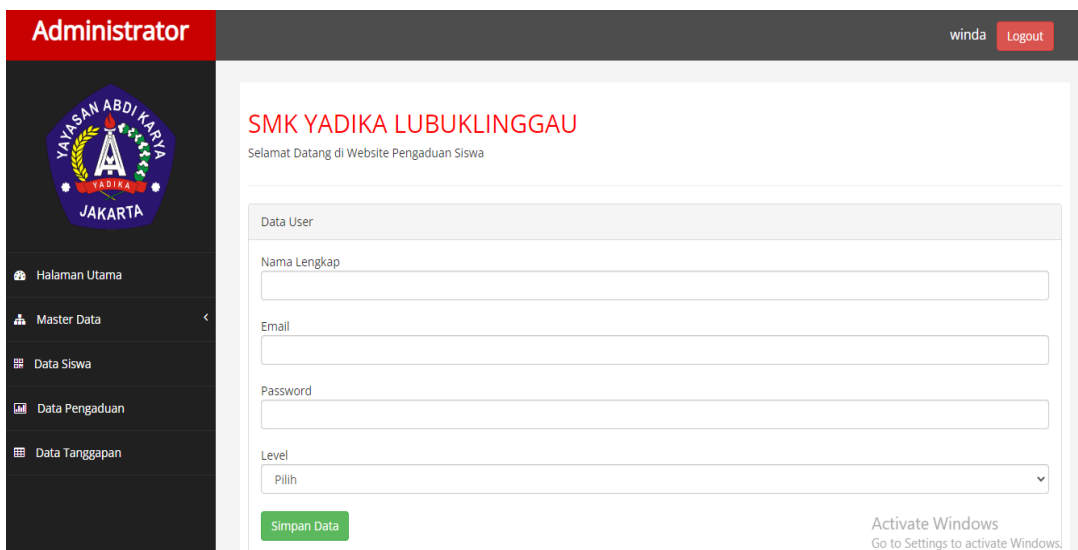 Administrator
winda
Logout
YAYASAN ABDI KARYA
YADIKA
JAKARTA
SMK YADIKA LUBUKLINGGAU
Selamat Datang di Website Pengaduan Siswa
Data User
Nama Lengkap
Halaman Utama
Master Data
Email
Data Siswa
Password
Data Pengaduan
Data Tanggapan
Level
Pilih
Simpan Data
Activate Windows
Go to Settings to activate Windows.